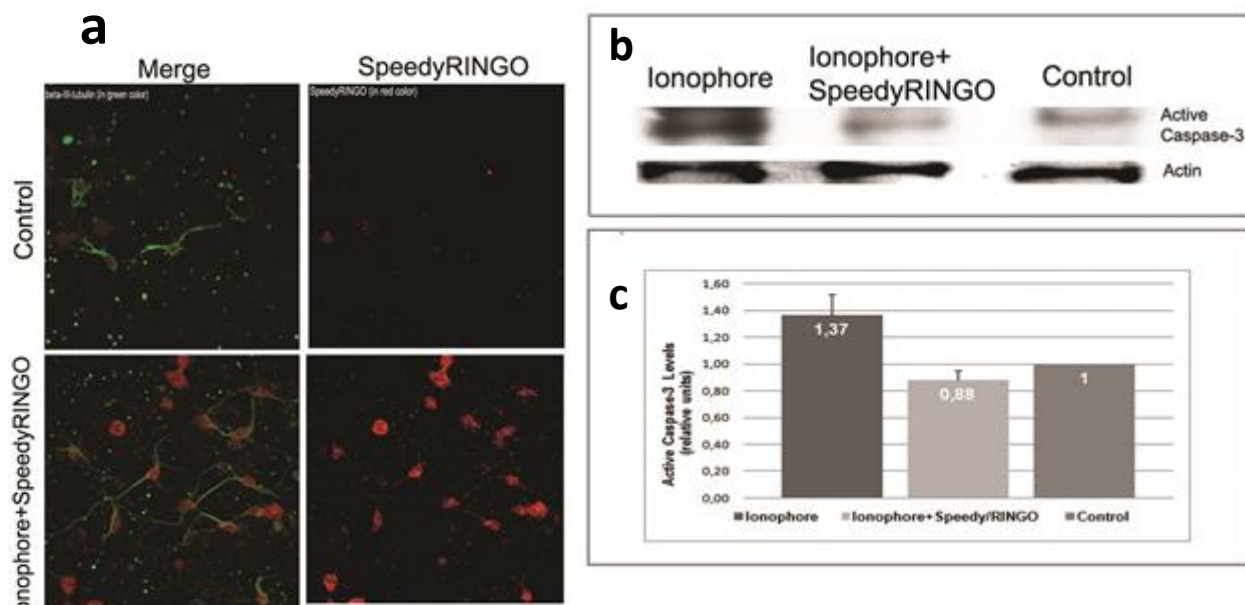 a
Merge
SpeedyRINGO
beta-III-tubulin (in green color)
SpeedyRINGO (in red color)
Control
Ionophore+SpeedyRINGO
b
Ionophore
Ionophore+
SpeedyRINGO
Control
Active
Caspase-3
Actin
c
Active Caspase-3 Levels
(relative units)
1,60
1,40
1,20
1,00
0,80
0,60
0,40
0,20
0,00
1,37
0,88
1
Ionophore
Ionophore+Speedy/RINGO
Control